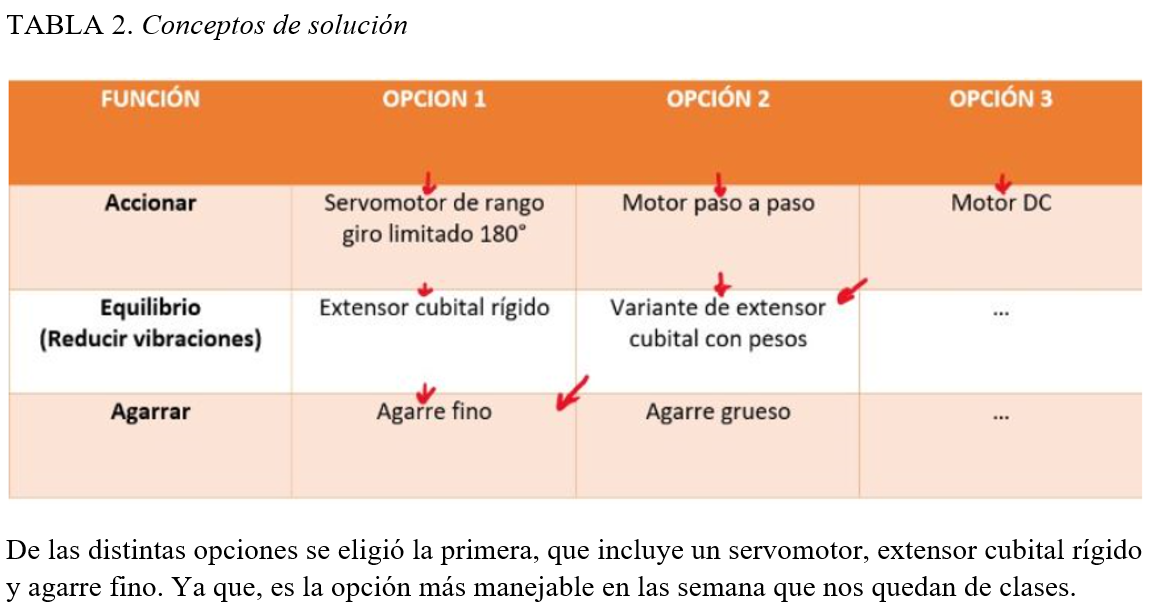 TABLA 2. Conceptos de solución
FUNCIÓN OPCION 1 OPCIÓN 2 OPCIÓN 3
Accionar Servomotor de rango giro limitado 180° Motor paso a paso Motor DC
Equilibrio (Reducir vibraciones) Extensor cubital rígido Variante de extensor cubital con pesos ...
Agarrar Agarre fino Agarre grueso ...
De las distintas opciones se eligió la primera, que incluye un servomotor, extensor cubital rígido
y agarre fino. Ya que, es la opción más manejable en las semana que nos quedan de clases.